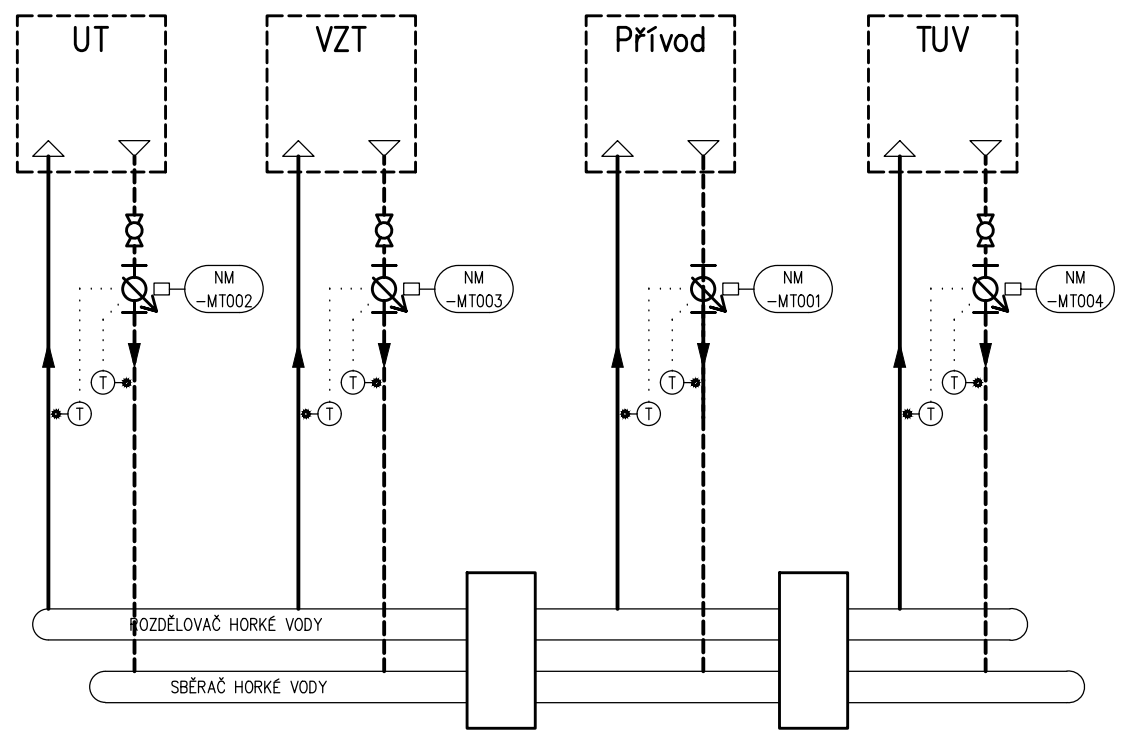 UT
VZT
Přívod
TUV
NM
-MT002
NM
-MT003
NM
-MT001
NM
-MT004
T
T
T
T
T
T
T
T
ROZDĚLOVAČ HORKÉ VODY
SBĚRAČ HORKÉ VODY